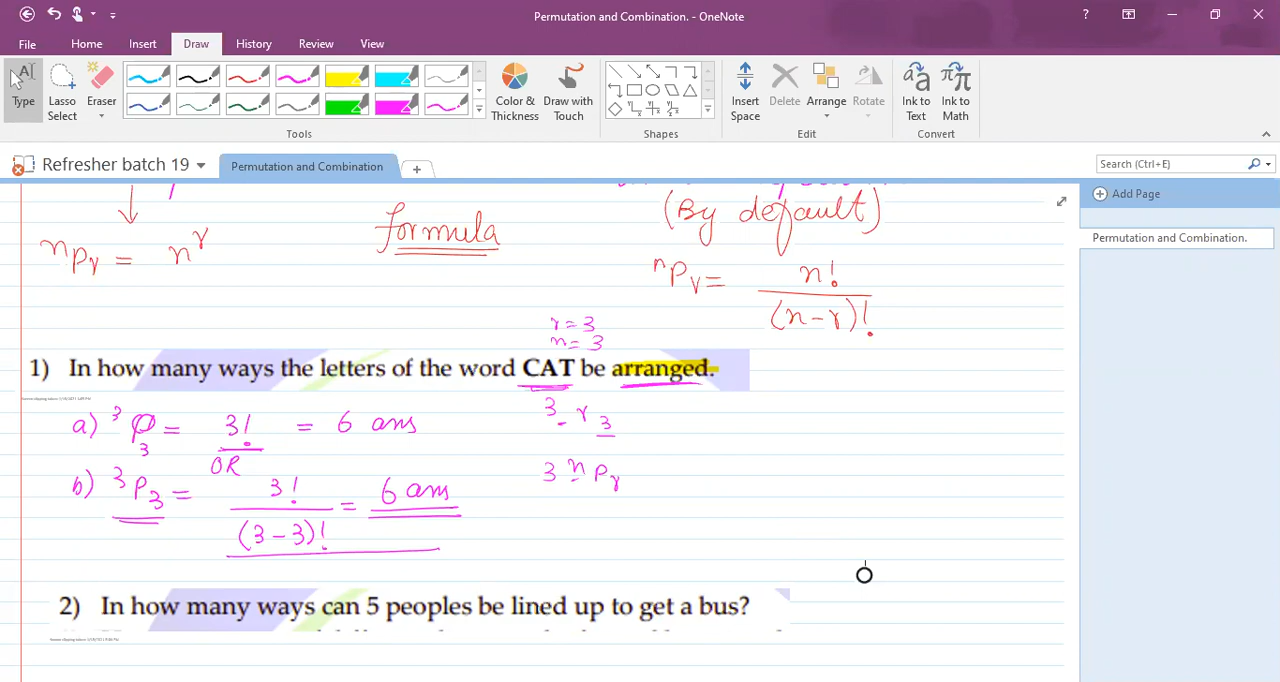 Permutation and Combination. - OneNote
?
File Home Insert Draw History Review View
Type Lasso Select Eraser Color & Thickness Draw with Touch Insert Space Delete Arrange Rotate Ink to Text Ink to Math
Tools Shapes Edit Convert
Refresher batch 19 Permutation and Combination Search (Ctrl+E)
Add Page
Permutation and Combination.
(By default)
formula
nPr = n^r
nPr = n! / (n-r)!
r = 3
n = 3
1) In how many ways the letters of the word CAT be arranged.
a) 3P3 = 3! = 6 ans
3 r 3
OR
b) 3P3 = 3! / (3-3)! = 6 ans
3 nPr
2) In how many ways can 5 peoples be lined up to get a bus?